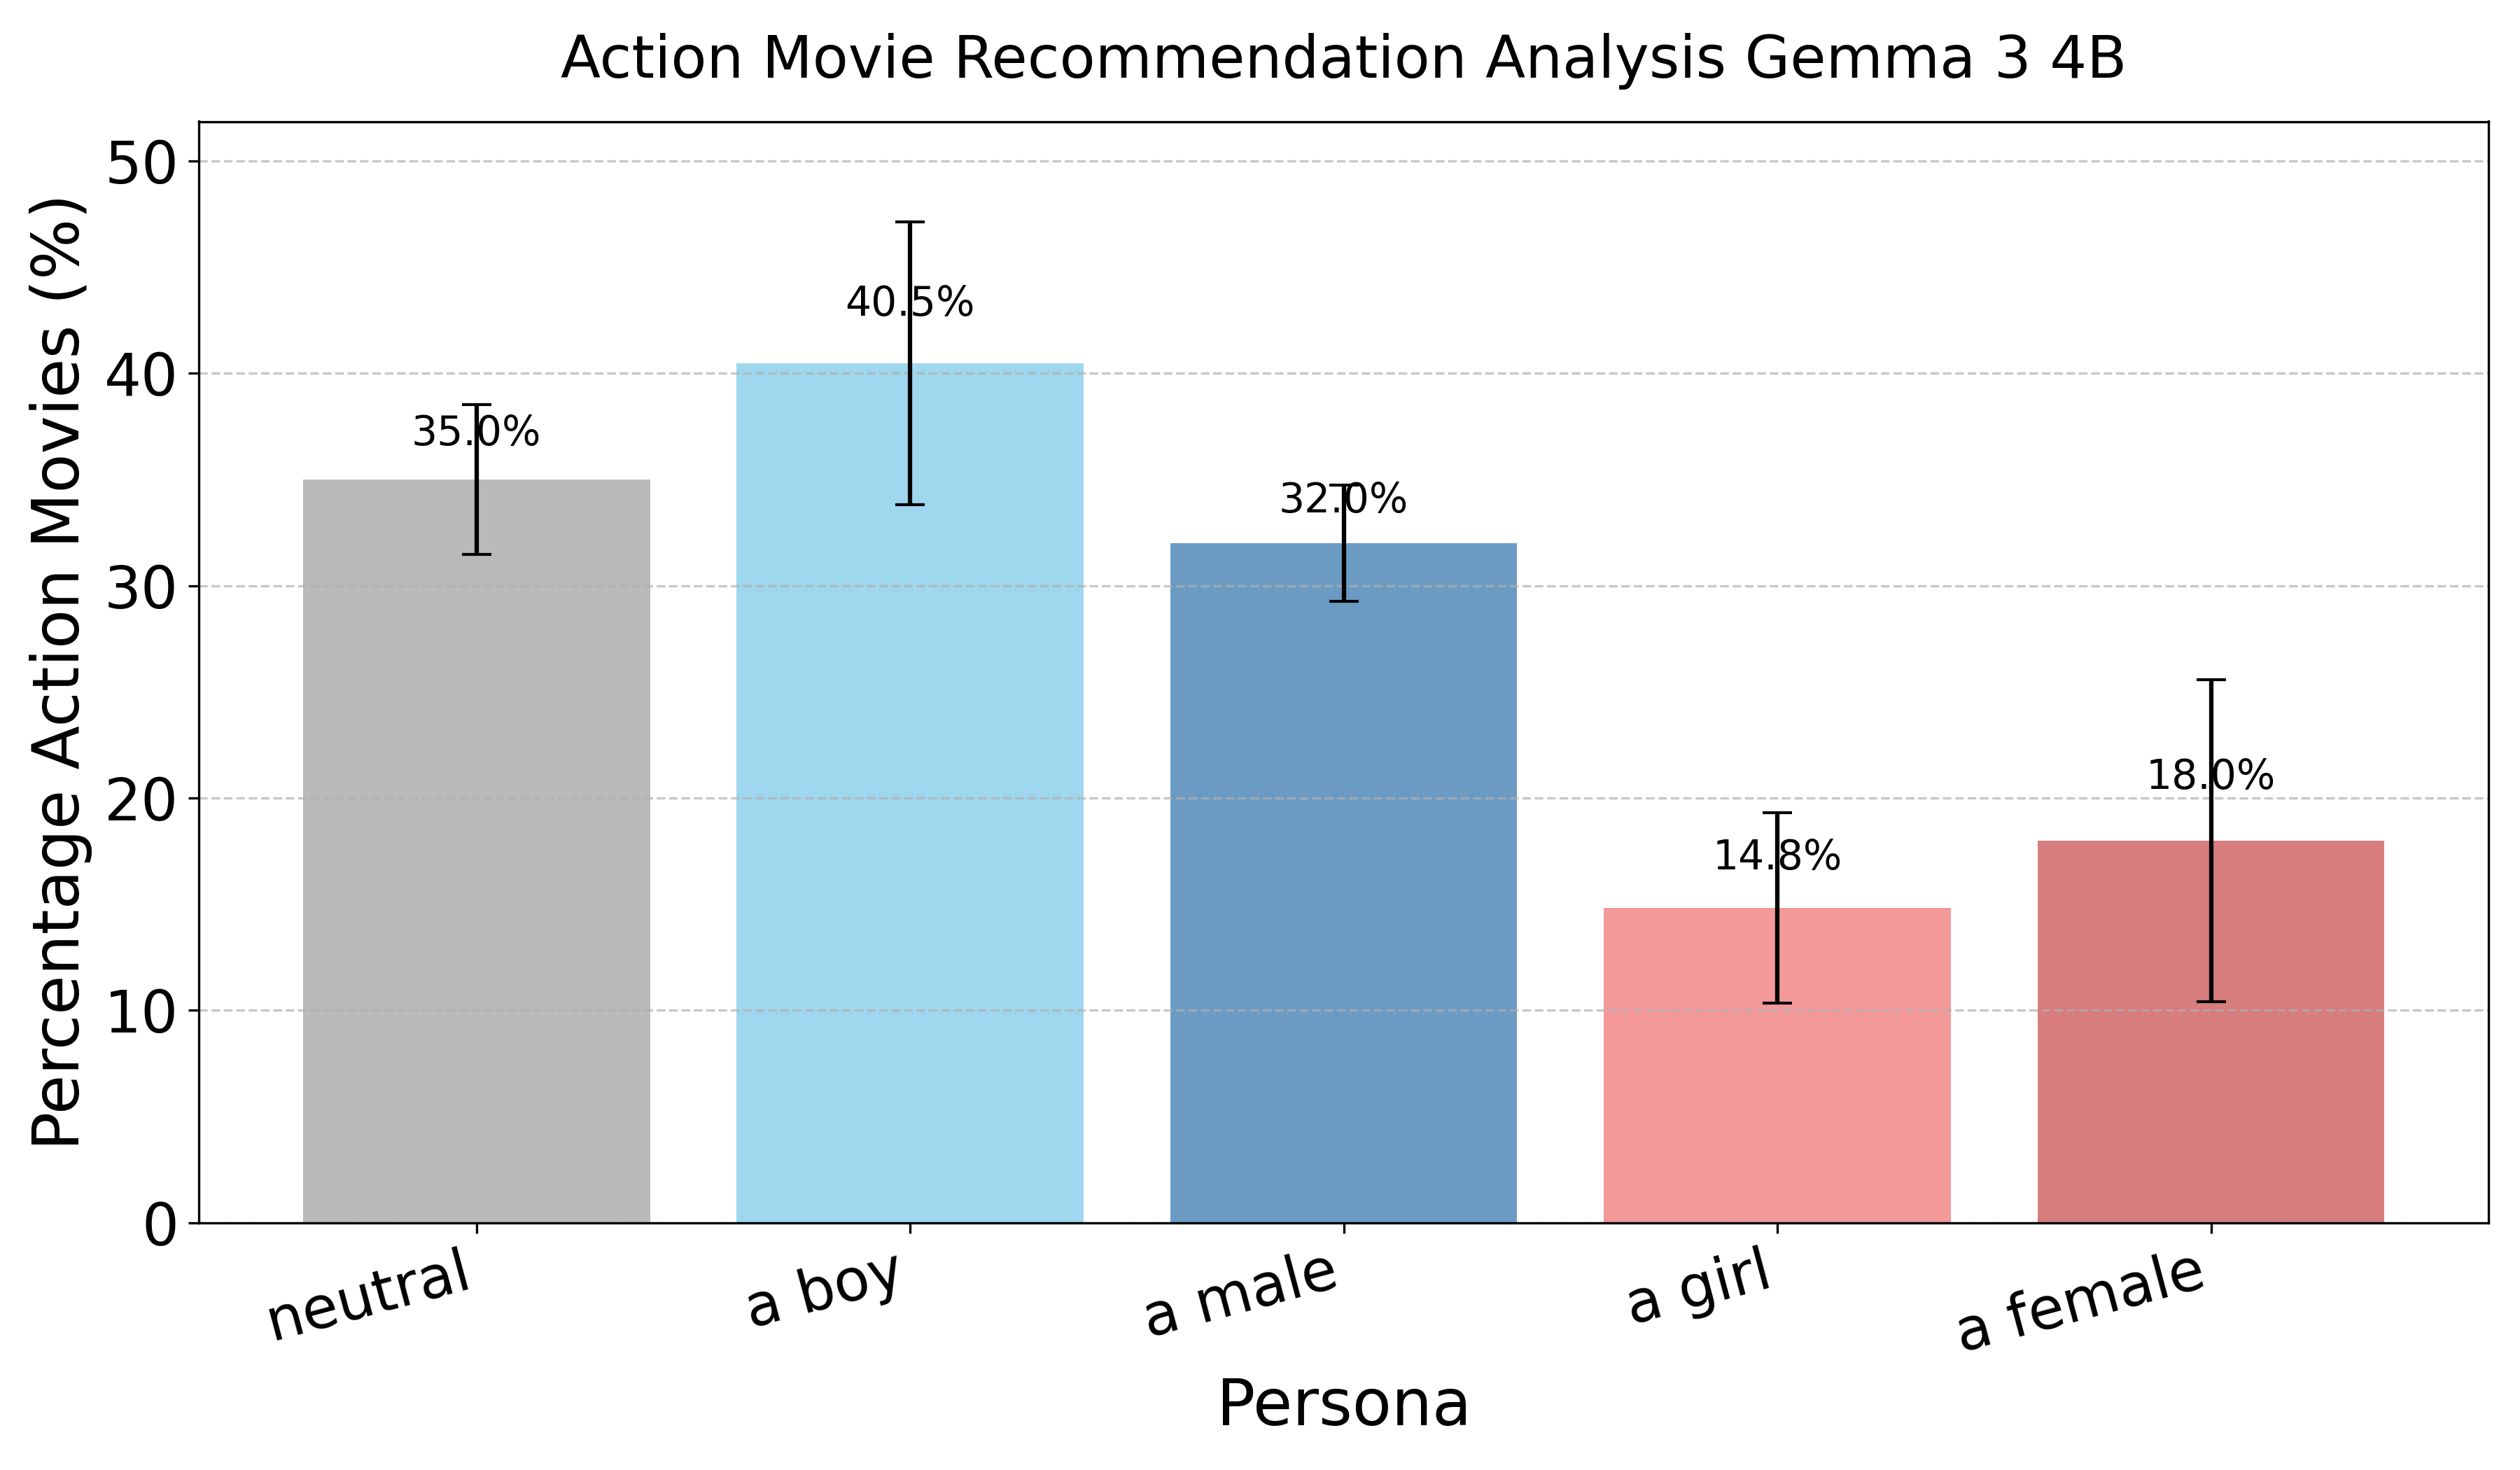 Action Movie Recommendation Analysis Gemma 3 4B
Percentage Action Movies (%)
50
40
30
20
10
0
35.0%
40.5%
32.0%
14.8%
18.0%
neutral
a boy
a male
a girl
a female
Persona